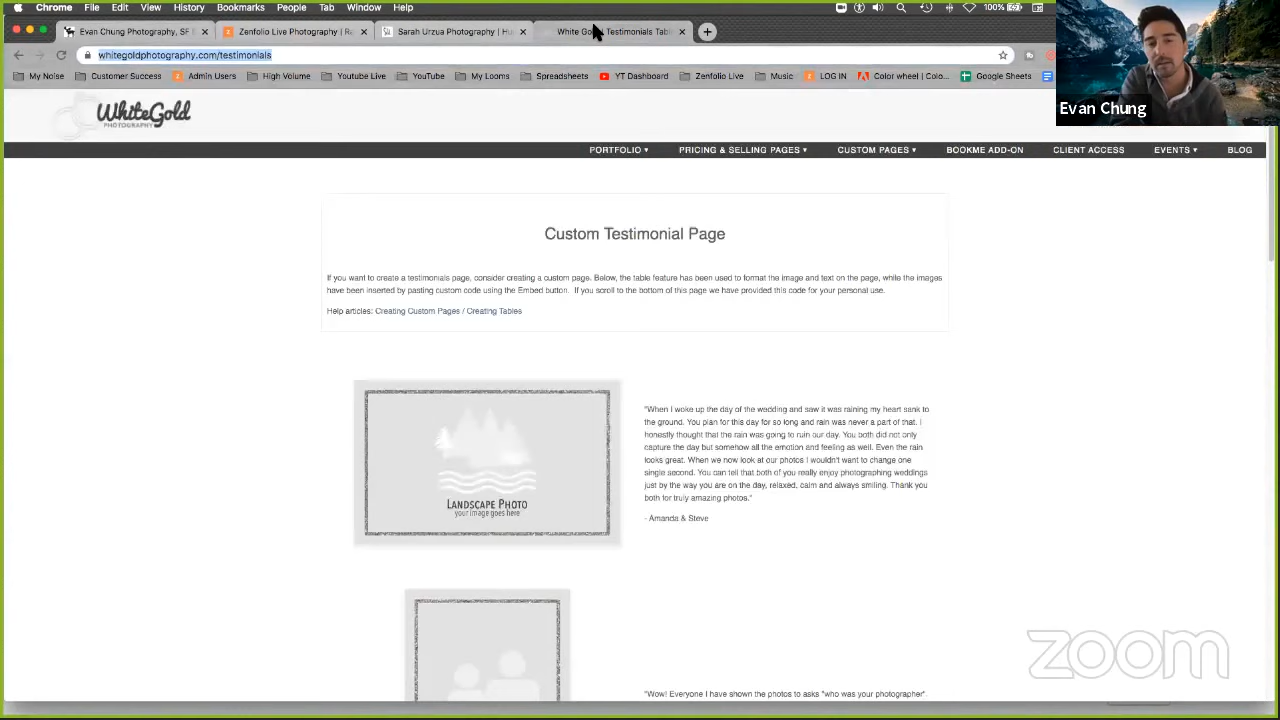 Chrome File Edit View History Bookmarks People Tab Window Help 100%
Evan Chung Photography, SF Zenfolio Live Photography | Re Sarah Urzua Photography | Hu White Go Testimonials Tabl
whitegoldphotography.com/testimonials
My Noise Customer Success Admin Users Horizon Youtube Live YouTube My Looms Spreadsheets YT Dashboard Zenfolio Live Music LOG IN Color wheel | Colo... Google Sheets
Evan Chung
WhiteGold
PHOTOGRAPHY
PORTFOLIO PRICING & SELLING PAGES CUSTOM PAGES BOOKME ADD-ON CLIENT ACCESS EVENTS BLOG
Custom Testimonial Page
If you want to create a testimonials page, consider creating a custom page. Below, the table feature has been used to format the image and text on the page, while the images
have been inserted by pasting custom code using the Embed button. If you scroll to the bottom of this page we have provided this code for your personal use.
Help articles: Creating Custom Pages / Creating Tables
LANDSCAPE PHOTO
your image goes here
"When I woke up the day of the wedding and saw it was raining my heart sank to
the ground. You plan for this day for so long and rain was never a part of that. I
honestly thought that the rain was going to ruin our day. You both did not only
capture the day but somehow all the emotion and feeling as well. Even the rain
looks great. When we now look at our photos I wouldn't want to change one
single second. You can tell that both of you really enjoy photographing weddings
just by the way you are on the day, relaxed, calm and always smiling. Thank you
both for truly amazing photos."
- Amanda & Steve
"Wow! Everyone I have shown the photos to asks "who was your photographer"
zoom